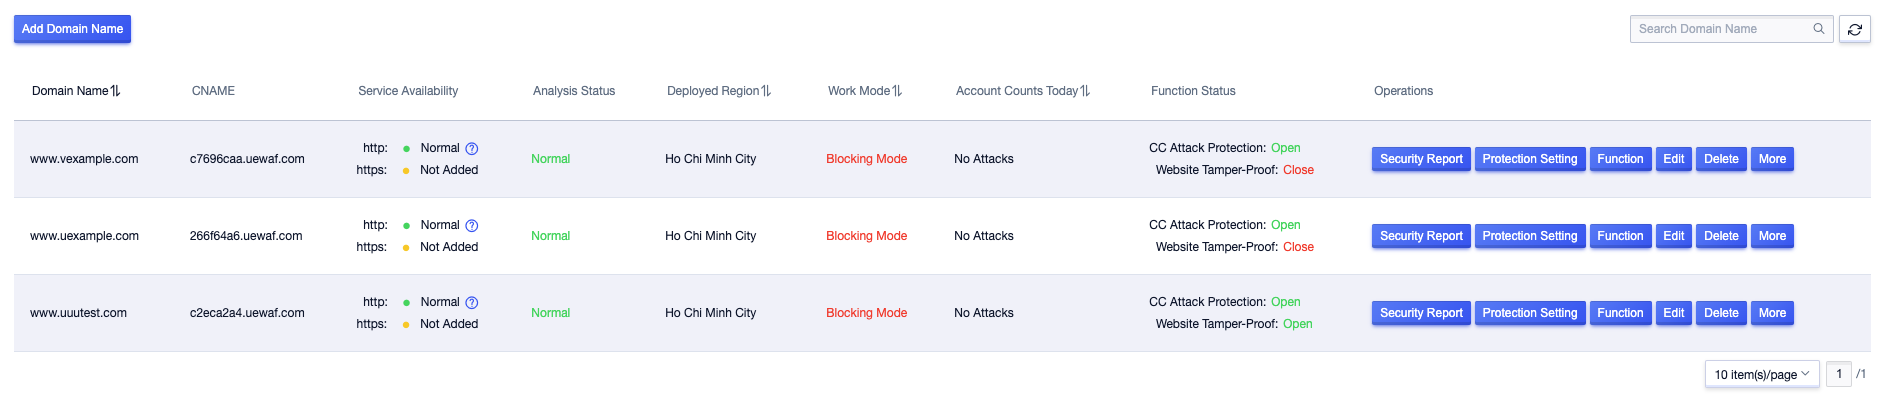 Add Domain Name
Search Domain Name
Domain Name CNAME Service Availability Analysis Status Deployed Region Work Mode Account Counts Today Function Status Operations
http: Normal CC Attack Protection: Open
www.vexample.com c7696caa.uewaf.com Normal Ho Chi Minh City Blocking Mode No Attacks Security Report Protection Setting Function Edit Delete More
https: Not Added Website Tamper-Proof: Close
http: Normal CC Attack Protection: Open
www.uexample.com 266f64a6.uewaf.com Normal Ho Chi Minh City Blocking Mode No Attacks Security Report Protection Setting Function Edit Delete More
https: Not Added Website Tamper-Proof: Close
http: Normal CC Attack Protection: Open
www.uuutest.com c2eca2a4.uewaf.com Normal Ho Chi Minh City Blocking Mode No Attacks Security Report Protection Setting Function Edit Delete More
https: Not Added Website Tamper-Proof: Open
10 item(s)/page 1 /1